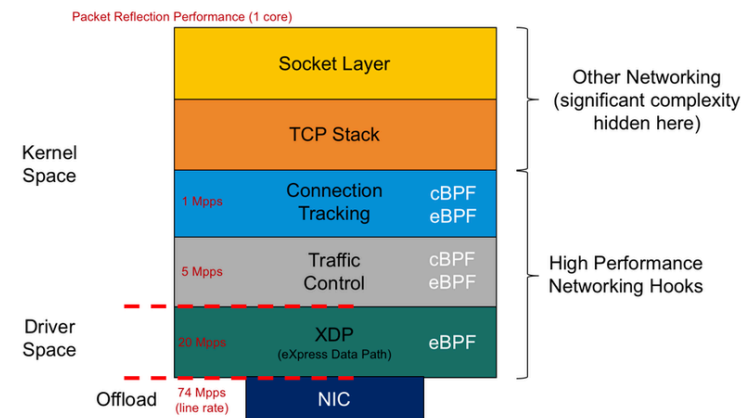 Packet Reflection Performance (1 core)
Socket Layer
Other Networking
(significant complexity
hidden here)
TCP Stack
Kernel
Space
1 Mpps
Connection
Tracking
cBPF
eBPF
5 Mpps
Traffic
Control
cBPF
eBPF
High Performance
Networking Hooks
Driver
Space
20 Mpps
XDP
(eXpress Data Path)
eBPF
Offload
74 Mpps
(line rate)
NIC